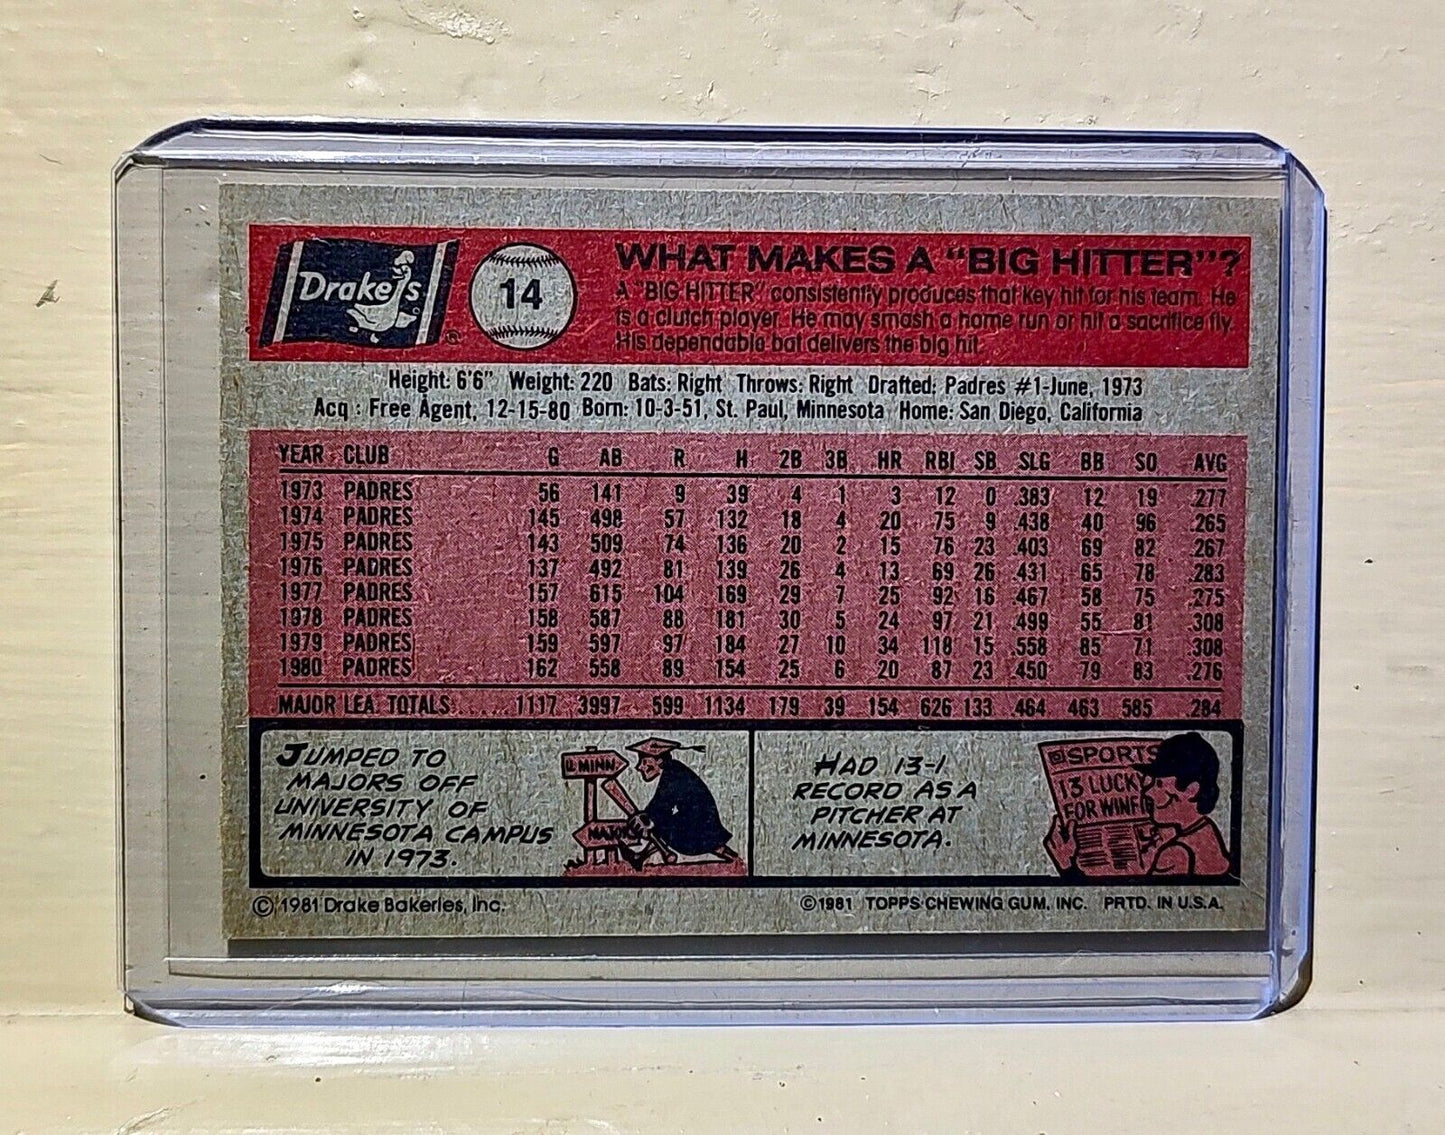 Drake's ®
14
WHAT MAKES A "BIG HITTER"?
A "BIG HITTER" consistently produces that key hit for his team. He
is a clutch player. He may smash a home run or hit a sacrifice fly.
His dependable bat delivers the big hit.
Height: 6'6" Weight: 220 Bats: Right Throws: Right Drafted: Padres #1-June, 1973
Acq : Free Agent, 12-15-80 Born: 10-3-51, St. Paul, Minnesota Home: San Diego, California
YEAR CLUB G AB R H 2B 3B HR RBI SB SLG BB SO AVG
1973 PADRES 56 141 9 39 4 1 3 12 0 .383 12 19 .277
1974 PADRES 145 498 57 132 18 4 20 75 9 .438 40 96 .265
1975 PADRES 143 509 74 136 20 2 15 76 23 .403 69 82 .267
1976 PADRES 137 492 81 139 26 4 13 69 26 .431 65 78 .283
1977 PADRES 157 615 104 169 29 7 25 92 16 .467 58 75 .275
1978 PADRES 158 587 88 181 30 5 24 97 21 .499 55 81 .308
1979 PADRES 159 597 97 184 27 10 34 118 15 .558 85 71 .308
1980 PADRES 162 558 89 154 25 6 20 87 23 .450 79 83 .276
MAJOR LEA. TOTALS...... 1117 3997 599 1134 179 39 154 626 133 .464 463 585 .284
JUMPED TO
MAJORS OFF
UNIVERSITY OF
MINNESOTA CAMPUS
IN 1973.
U. MINN.
MAJORS
HAD 13-1
RECORD AS A
PITCHER AT
MINNESOTA.
SPORTS
13 LUCKY
FOR WINFI
© 1981 Drake Bakeries, Inc.
©1981 TOPPS CHEWING GUM, INC. PRTD. IN U.S.A.